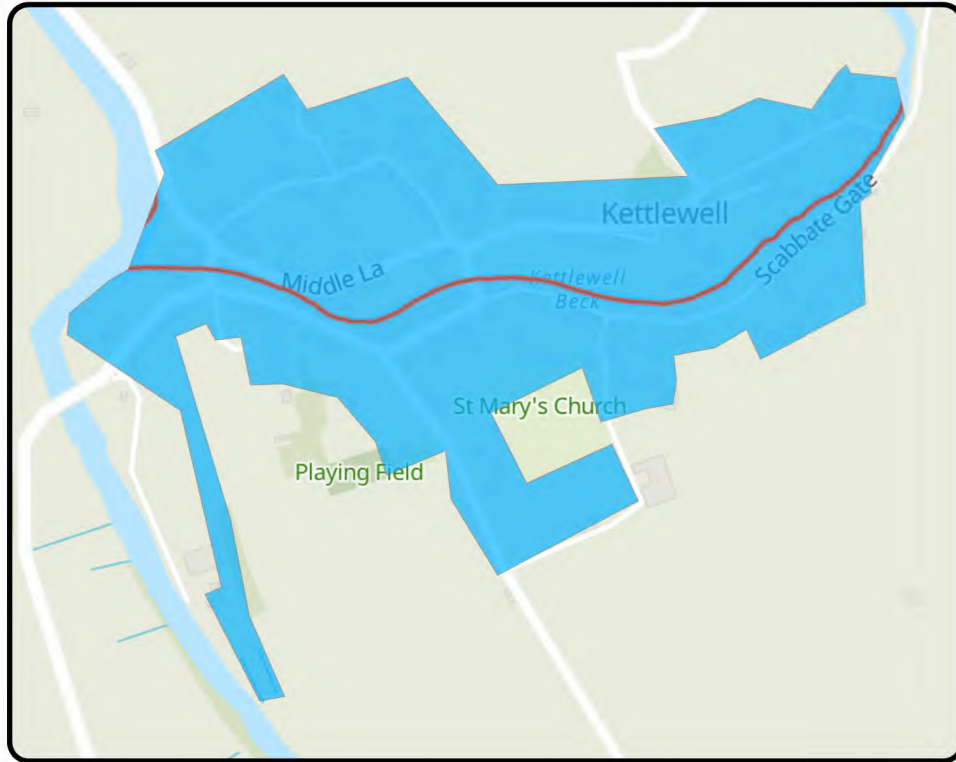 Kettlewell
Scabbate Gate
Middle La
Kettlewell
Beck
St Mary's Church
Playing Field